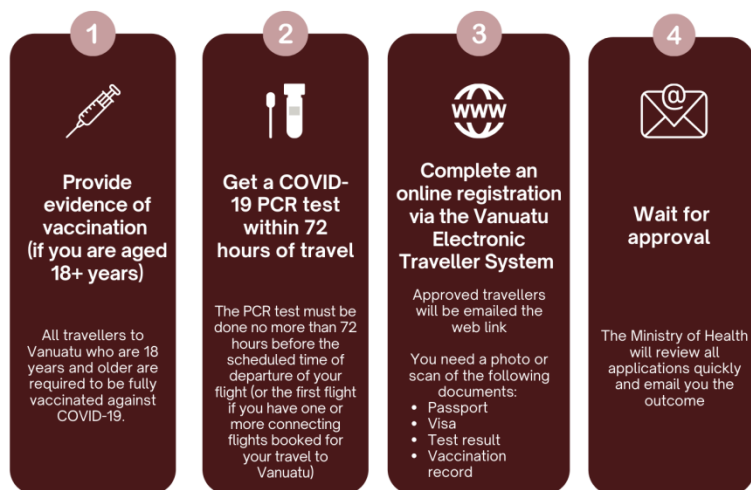 1
Provide
evidence of
vaccination
(if you are aged
18+ years)
All travellers to
Vanuatu who are 18
years and older are
required to be fully
vaccinated against
COVID-19.
2
Get a COVID-
19 PCR test
within 72
hours of travel
The PCR test must be
done no more than 72
hours before the
scheduled time of
departure of your
flight (or the first flight
if you have one or
more connecting
flights booked for
your travel to
Vanuatu)
3
WWW
Complete an
online registration
via the Vanuatu
Electronic
Traveller System
Approved travellers
will be emailed the
web link
You need a photo or
scan of the following
documents:
• Passport
• Visa
• Test result
• Vaccination
record
4
@
Wait for
approval
The Ministry of Health
will review all
applications quickly
and email you the
outcome